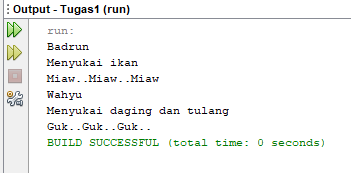 Output - Tugas1 (run)
run:
Badrun
Menyukai ikan
Miaw..Miaw..Miaw
Wahyu
Menyukai daging dan tulang
Guk..Guk..Guk..
BUILD SUCCESSFUL (total time: 0 seconds)